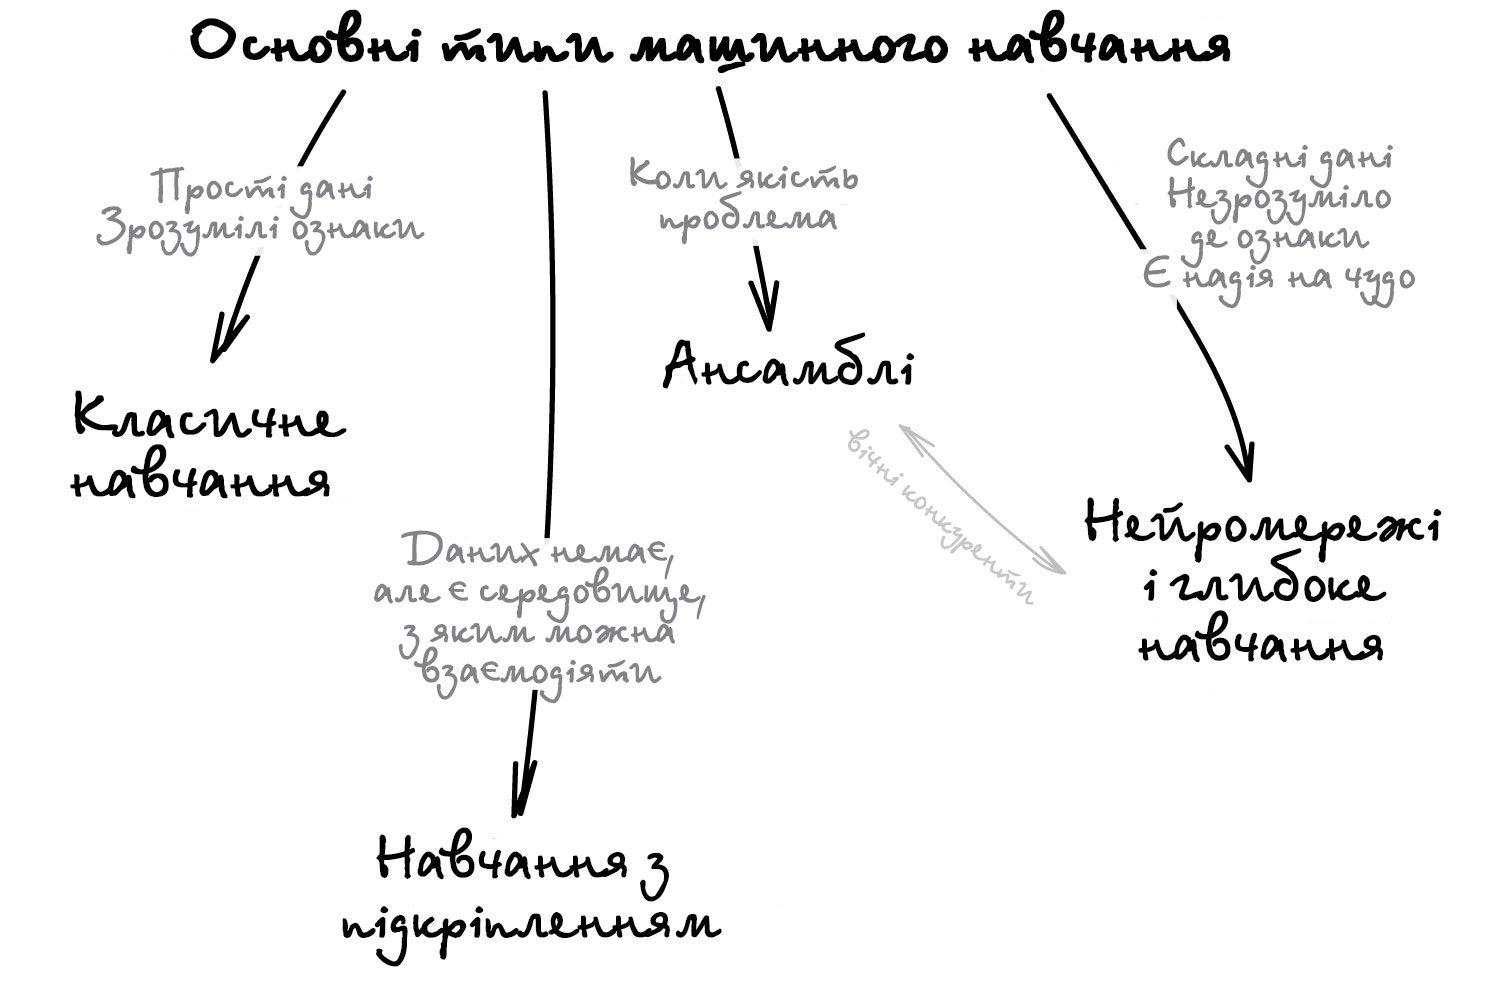 Основні типи машинного навчання
Прості дані
Зрозумілі ознаки
Класичне
навчання
Даних немає,
але є середовище,
з яким можна
взаємодіяти
Навчання з
підкріпленням
Коли якість
проблема
Ансамблі
вічні конкуренти
Складні дані
Незрозуміло
де ознаки
Є надія на чудо
Нейромережі
і глибоке
навчання